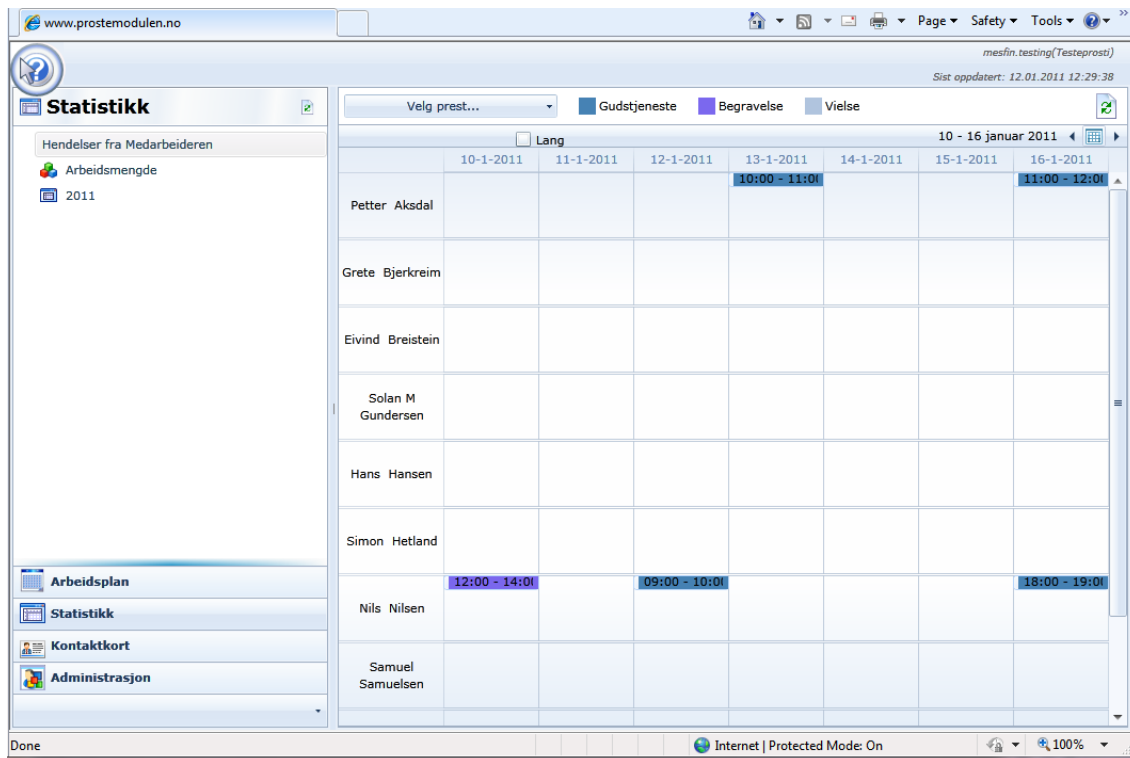 www.prostemodulen.no
Page Safety Tools
mesfin.testing(Testeprosti)
Sist oppdatert: 12.01.2011 12:29:38
Statistikk
Hendelser fra Medarbeideren
Arbeidsmengde
2011
Arbeidsplan
Statistikk
Kontaktkort
Administrasjon
Velg prest... Gudstjeneste Begravelse Vielse
Lang 10 - 16 januar 2011
10-1-2011 11-1-2011 12-1-2011 13-1-2011 14-1-2011 15-1-2011 16-1-2011
10:00 - 11:00 11:00 - 12:00
Petter Aksdal
Grete Bjerkreim
Eivind Breistein
Solan M
Gundersen
Hans Hansen
Simon Hetland
12:00 - 14:00 09:00 - 10:00 18:00 - 19:00
Nils Nilsen
Samuel
Samuelsen
Done Internet | Protected Mode: On 100%